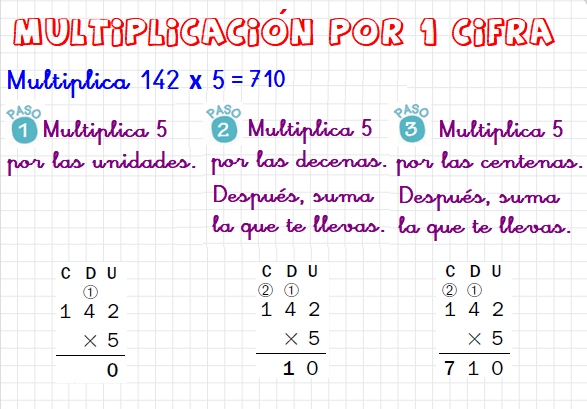 MULTIPLICACIÓN POR 1 CIFRA
Multiplica 142 x 5 = 710
PASO 1 Multiplica 5
por las unidades.
PASO 2 Multiplica 5
por las decenas.
Después, suma
la que te llevas.
PASO 3 Multiplica 5
por las centenas.
Después, suma
la que te llevas.
C D U
①
1 4 2
× 5
0
C D U
② ①
1 4 2
× 5
1 0
C D U
② ①
1 4 2
× 5
7 1 0